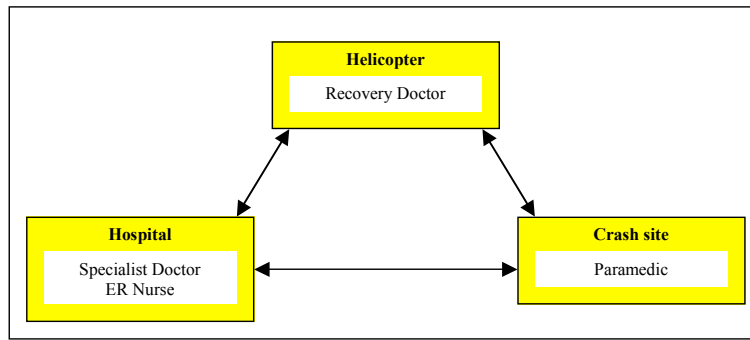 Helicopter
Recovery Doctor
Hospital
Specialist Doctor
ER Nurse
Crash site
Paramedic